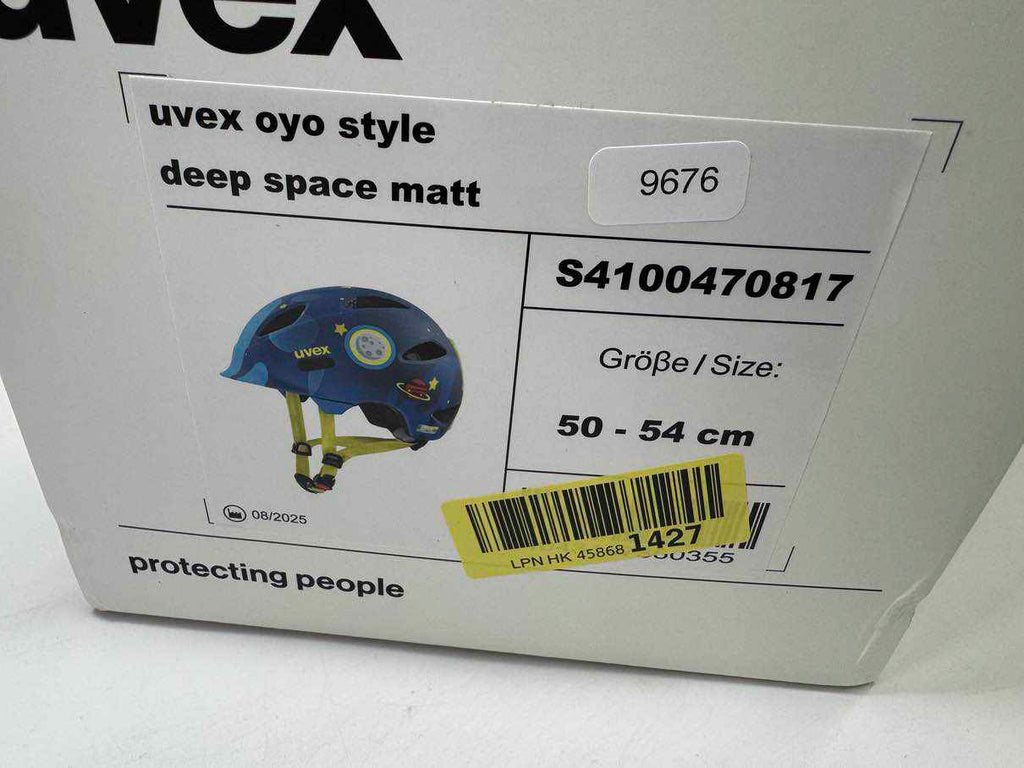 uvex
uvex oyo style
deep space matt
9676
S4100470817
uvex
Größe / Size:
50 - 54 cm
08/2025
LPN HK 45868 1427
protecting people